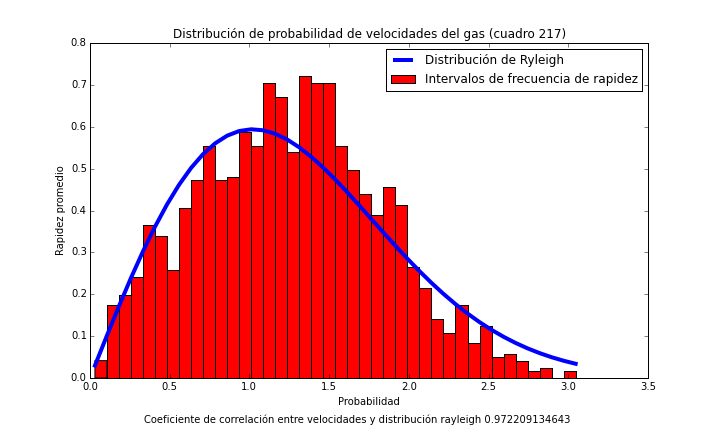 Distribución de probabilidad de velocidades del gas (cuadro 217)
0.8
0.7
0.6
0.5
0.4
0.3
0.2
0.1
0.0
Rapidez promedio
Distribución de Ryleigh
Intervalos de frecuencia de rapidez
0.0 0.5 1.0 1.5 2.0 2.5 3.0 3.5
Probabilidad
Coeficiente de correlación entre velocidades y distribución rayleigh 0.972209134643